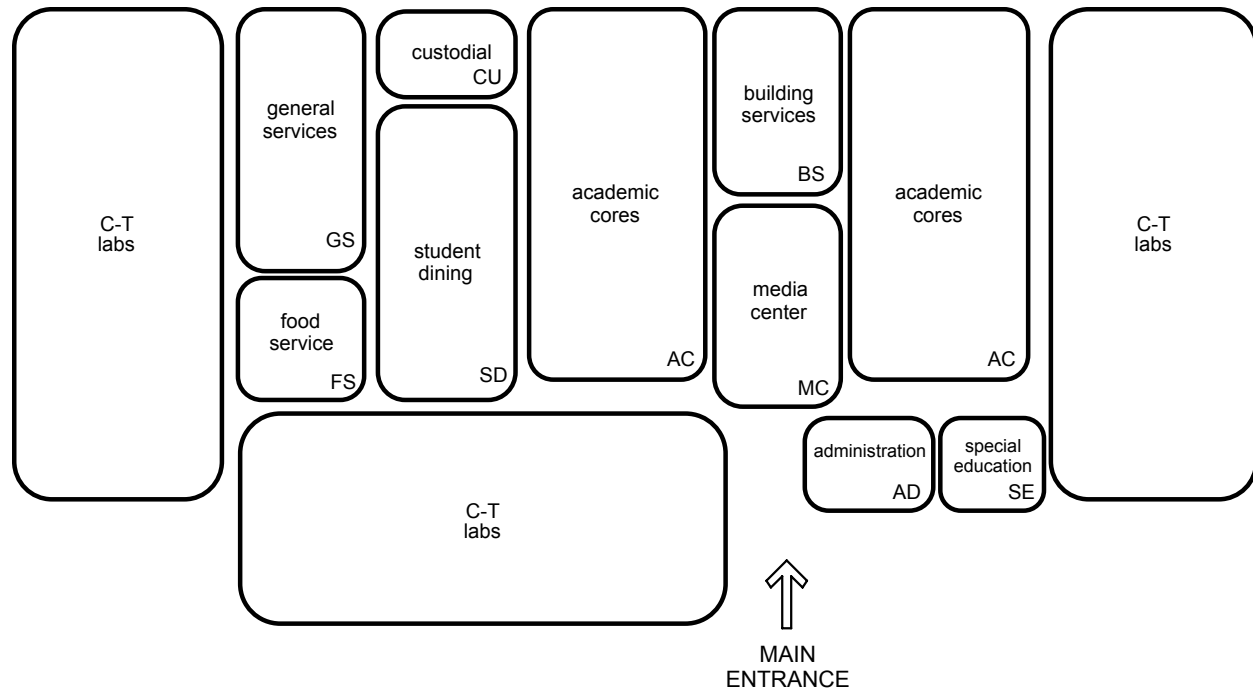 C-T
labs
general
services
GS
food
service
FS
custodial
CU
student
dining
SD
academic
cores
AC
building
services
BS
media
center
MC
academic
cores
AC
C-T
labs
administration
AD
special
education
SE
C-T
labs
MAIN
ENTRANCE